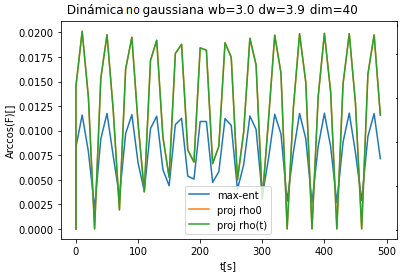 Dinámica no gaussiana wb=3.0 dw=3.9 dim=40
0.0200
0.0175
0.0150
0.0125
0.0100
0.0075
0.0050
0.0025
0.0000
Arccos(F)[]
max-ent
proj rho0
proj rho(t)
0 100 200 300 400 500
t[s]